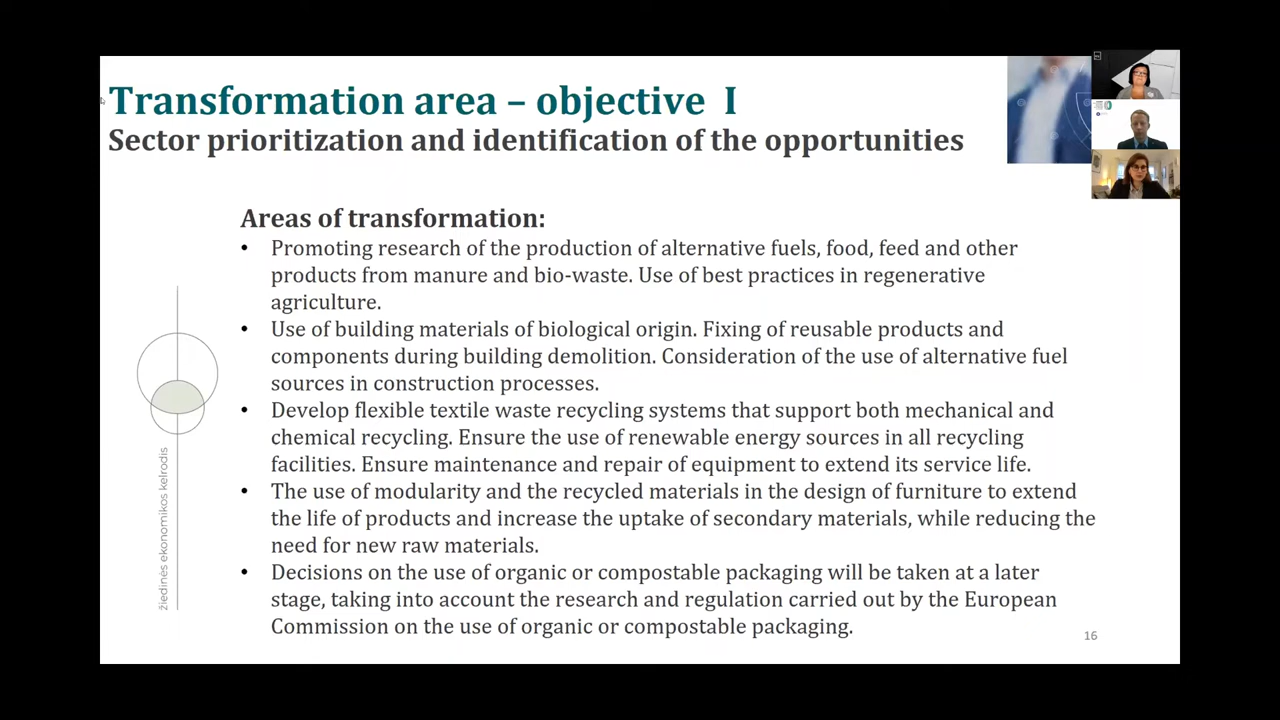 Transformation area – objective I
Sector prioritization and identification of the opportunities
Areas of transformation:
• Promoting research of the production of alternative fuels, food, feed and other
products from manure and bio-waste. Use of best practices in regenerative
agriculture.
• Use of building materials of biological origin. Fixing of reusable products and
components during building demolition. Consideration of the use of alternative fuel
sources in construction processes.
• Develop flexible textile waste recycling systems that support both mechanical and
chemical recycling. Ensure the use of renewable energy sources in all recycling
facilities. Ensure maintenance and repair of equipment to extend its service life.
• The use of modularity and the recycled materials in the design of furniture to extend
the life of products and increase the uptake of secondary materials, while reducing the
need for new raw materials.
• Decisions on the use of organic or compostable packaging will be taken at a later
stage, taking into account the research and regulation carried out by the European
Commission on the use of organic or compostable packaging.
žiedinės ekonomikos kelrodis
16